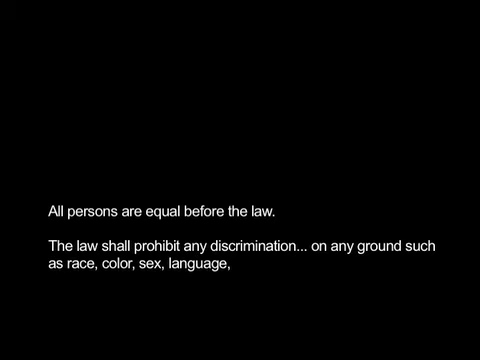 All persons are equal before the law.
The law shall prohibit any discrimination... on any ground such
as race, color, sex, language,